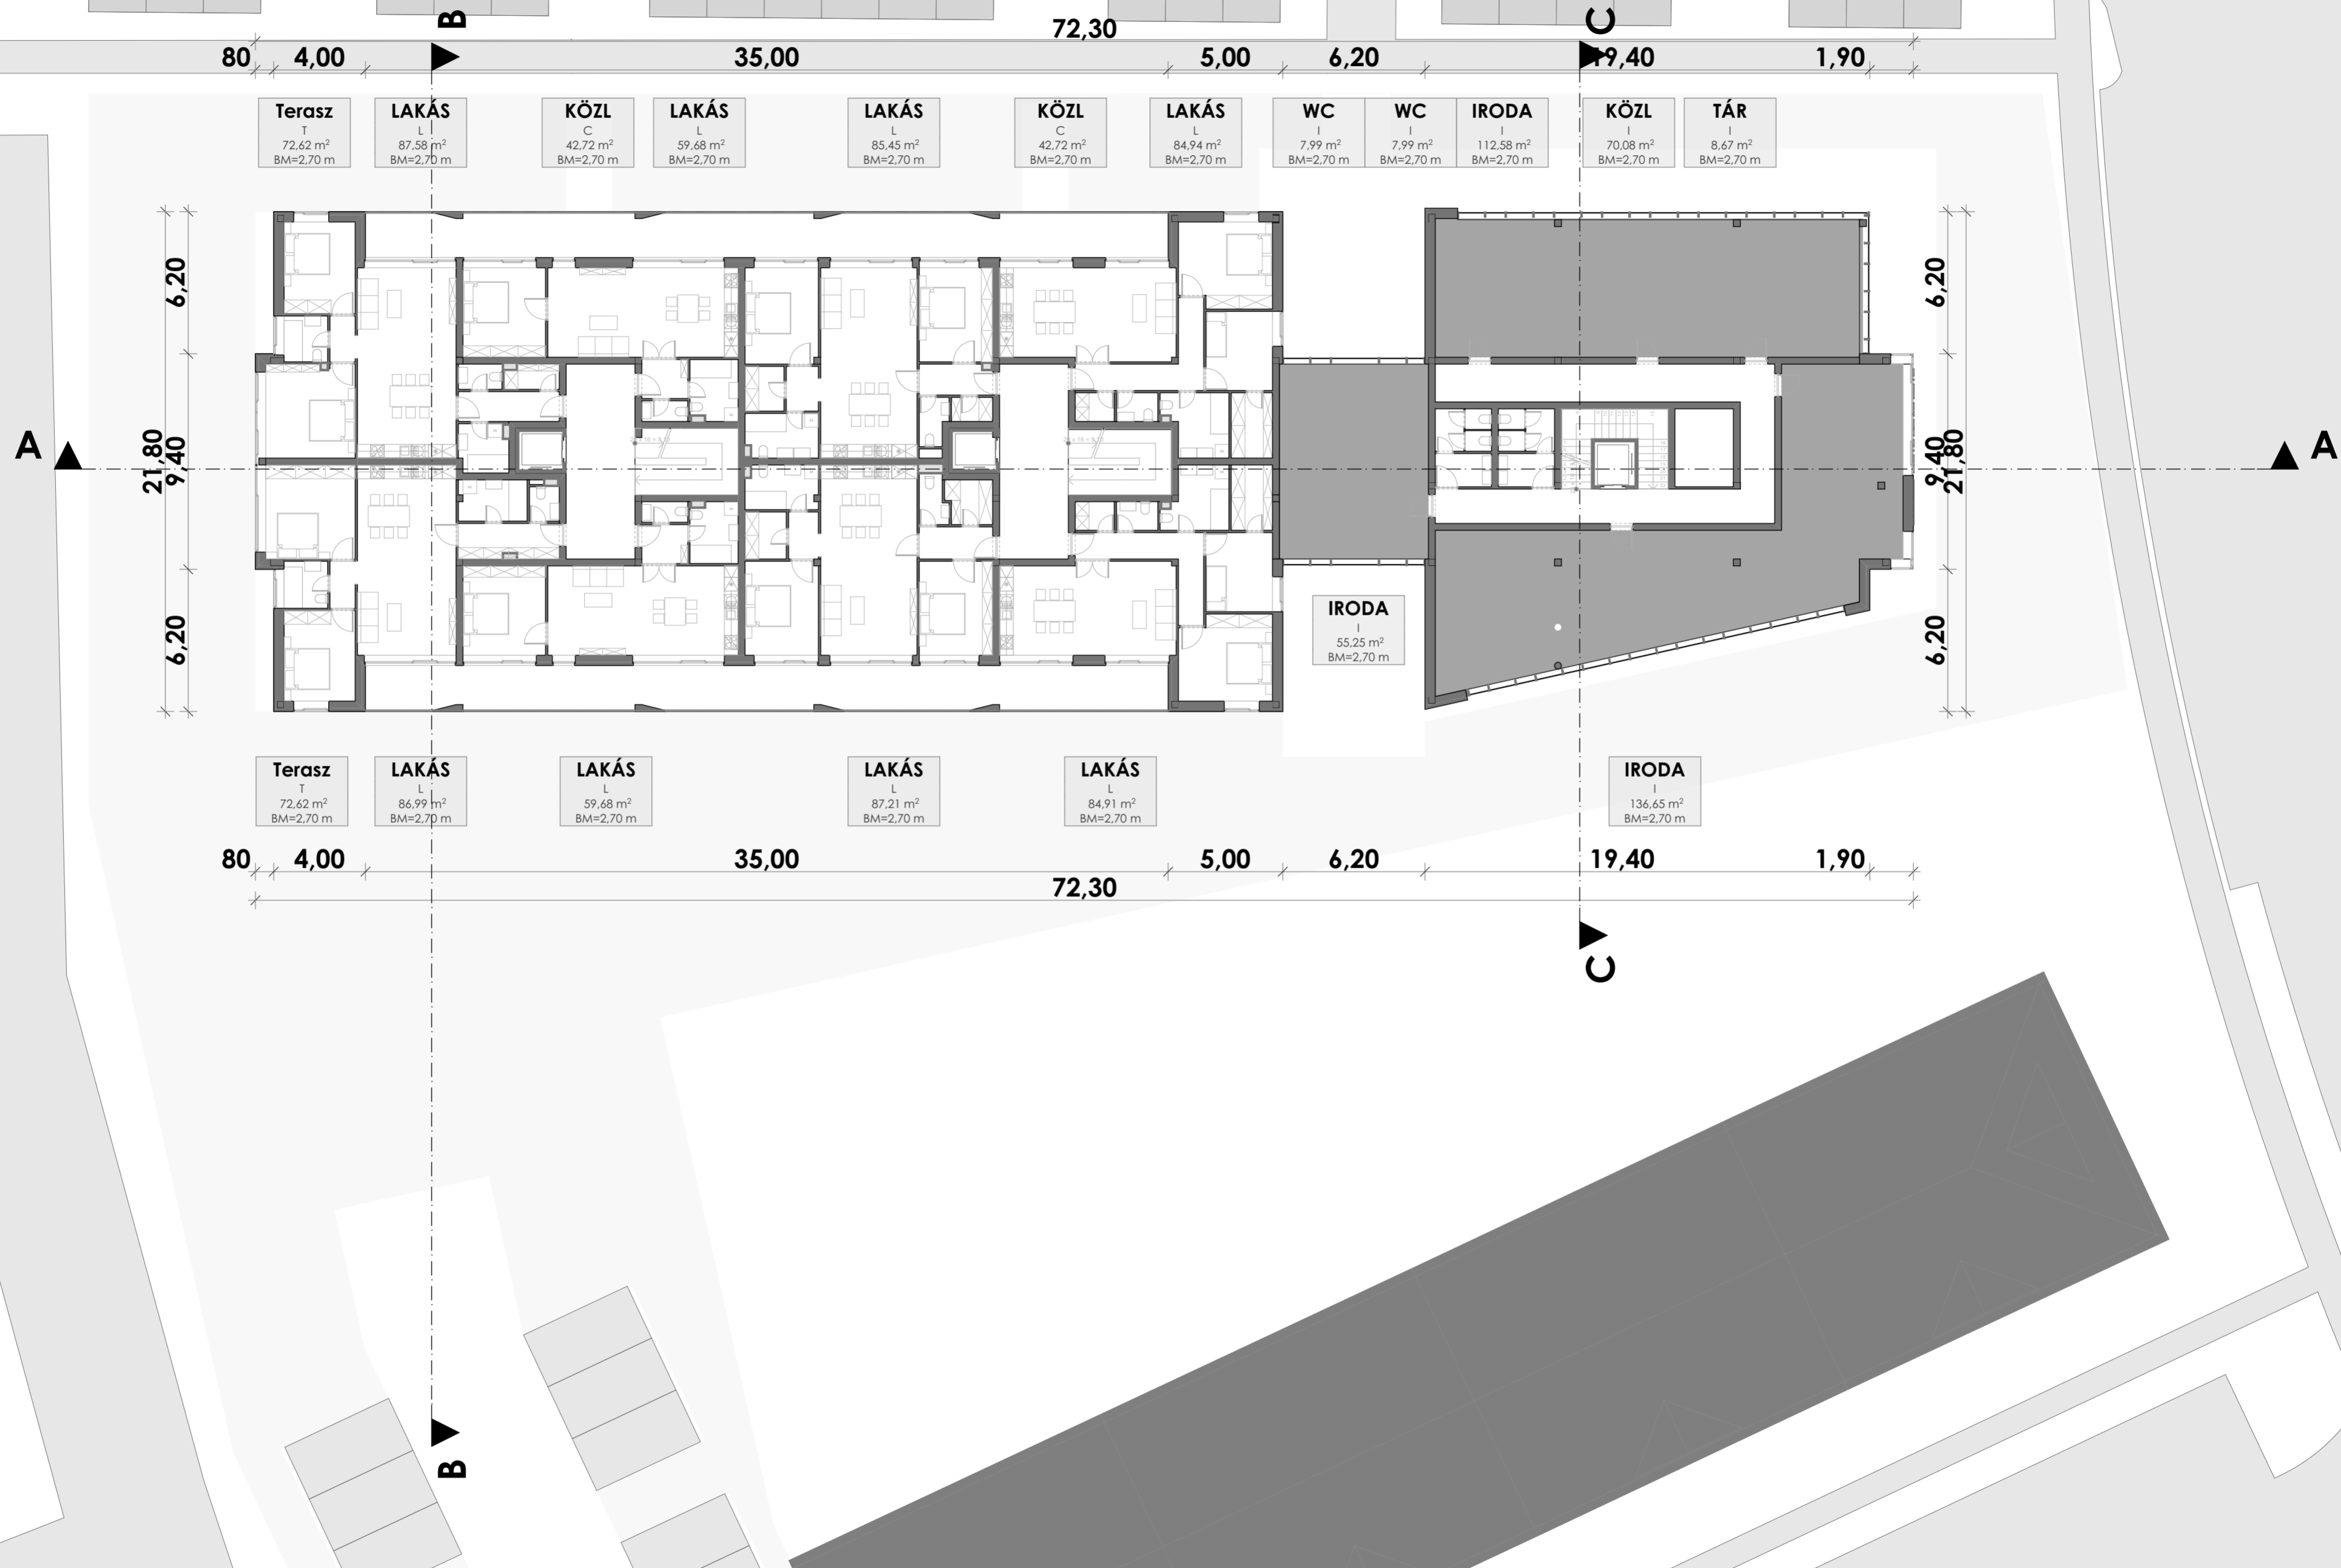 B
C
72,30
80 4,00 35,00 5,00 6,20 19,40 1,90
Terasz
T
72,62 m²
BM=2,70 m
LAKÁS
L
87,58 m²
BM=2,70 m
KÖZL
C
42,72 m²
BM=2,70 m
LAKÁS
L
59,68 m²
BM=2,70 m
LAKÁS
L
85,45 m²
BM=2,70 m
KÖZL
C
42,72 m²
BM=2,70 m
LAKÁS
L
84,94 m²
BM=2,70 m
WC
I
7,99 m²
BM=2,70 m
WC
I
7,99 m²
BM=2,70 m
IRODA
I
112,58 m²
BM=2,70 m
KÖZL
I
70,08 m²
BM=2,70 m
TÁR
I
8,67 m²
BM=2,70 m
6,20
6,20
A
21,80
9,40
9,40
21,80
A
6,20
6,20
IRODA
I
55,25 m²
BM=2,70 m
Terasz
T
72,62 m²
BM=2,70 m
LAKÁS
L
86,99 m²
BM=2,70 m
LAKÁS
L
59,68 m²
BM=2,70 m
LAKÁS
L
87,21 m²
BM=2,70 m
LAKÁS
L
84,91 m²
BM=2,70 m
IRODA
I
136,65 m²
BM=2,70 m
80 4,00 35,00 5,00 6,20 19,40 1,90
72,30
C
B